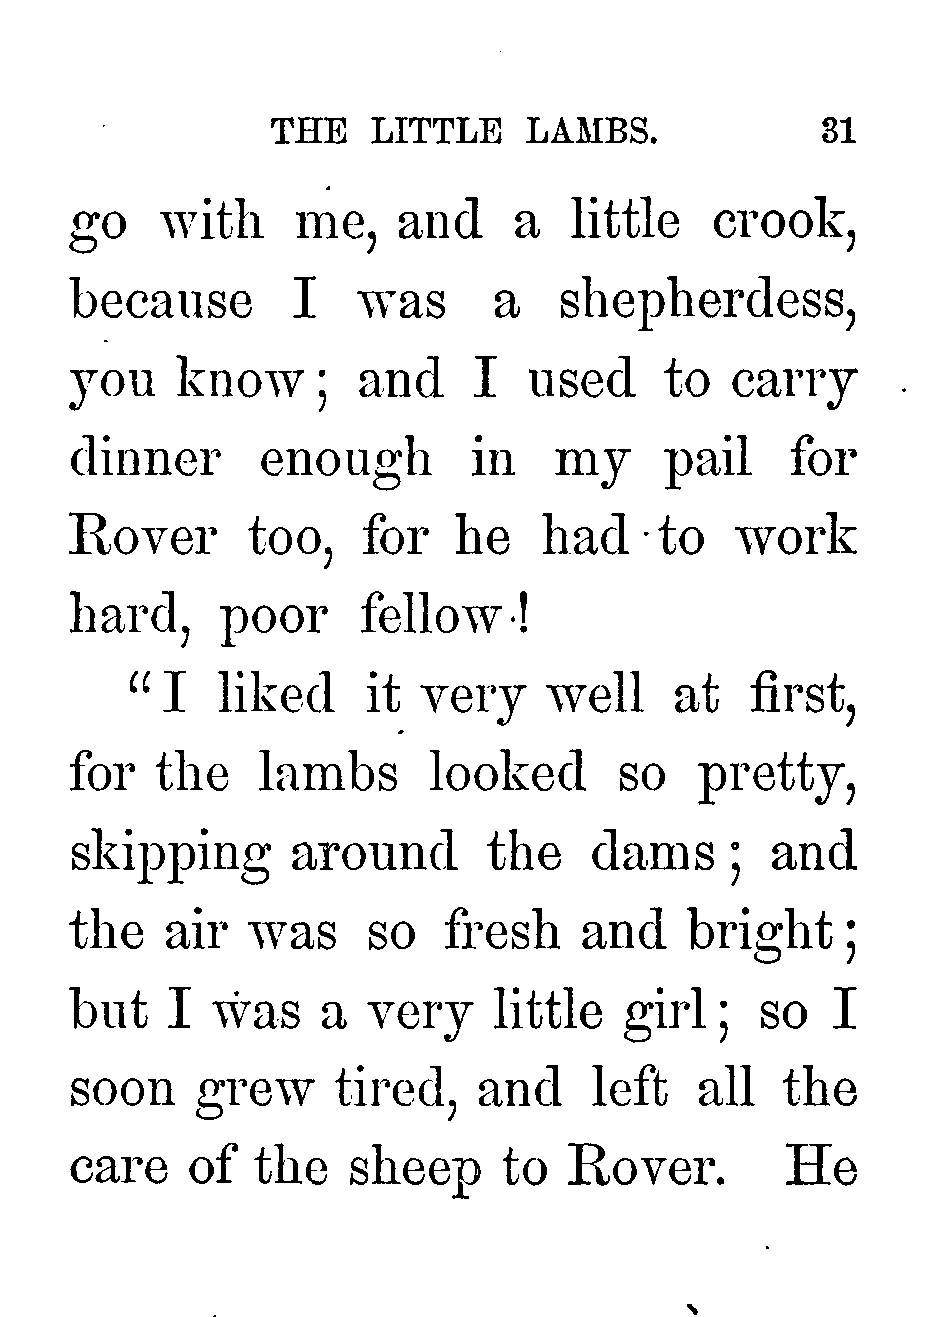 THE LITTLE LAMBS. 31
go with me, and a little crook,
because I was a shepherdess,
you know; and I used to carry
dinner enough in my pail for
Rover too, for he had to work
hard, poor fellow!
"I liked it very well at first,
for the lambs looked so pretty,
skipping around the dams; and
the air was so fresh and bright;
but I was a very little girl; so I
soon grew tired, and left all the
care of the sheep to Rover. He